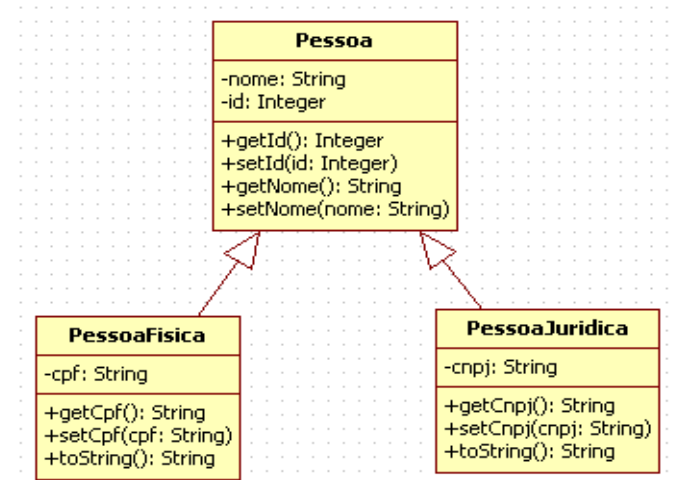 Pessoa
-nome: String
-id: Integer
+getId(): Integer
+setId(id: Integer)
+getNome(): String
+setNome(nome: String)
PessoaFisica
-cpf: String
+getCpf(): String
+setCpf(cpf: String)
+toString(): String
PessoaJuridica
-cnpj: String
+getCnpj(): String
+setCnpj(cnpj: String)
+toString(): String